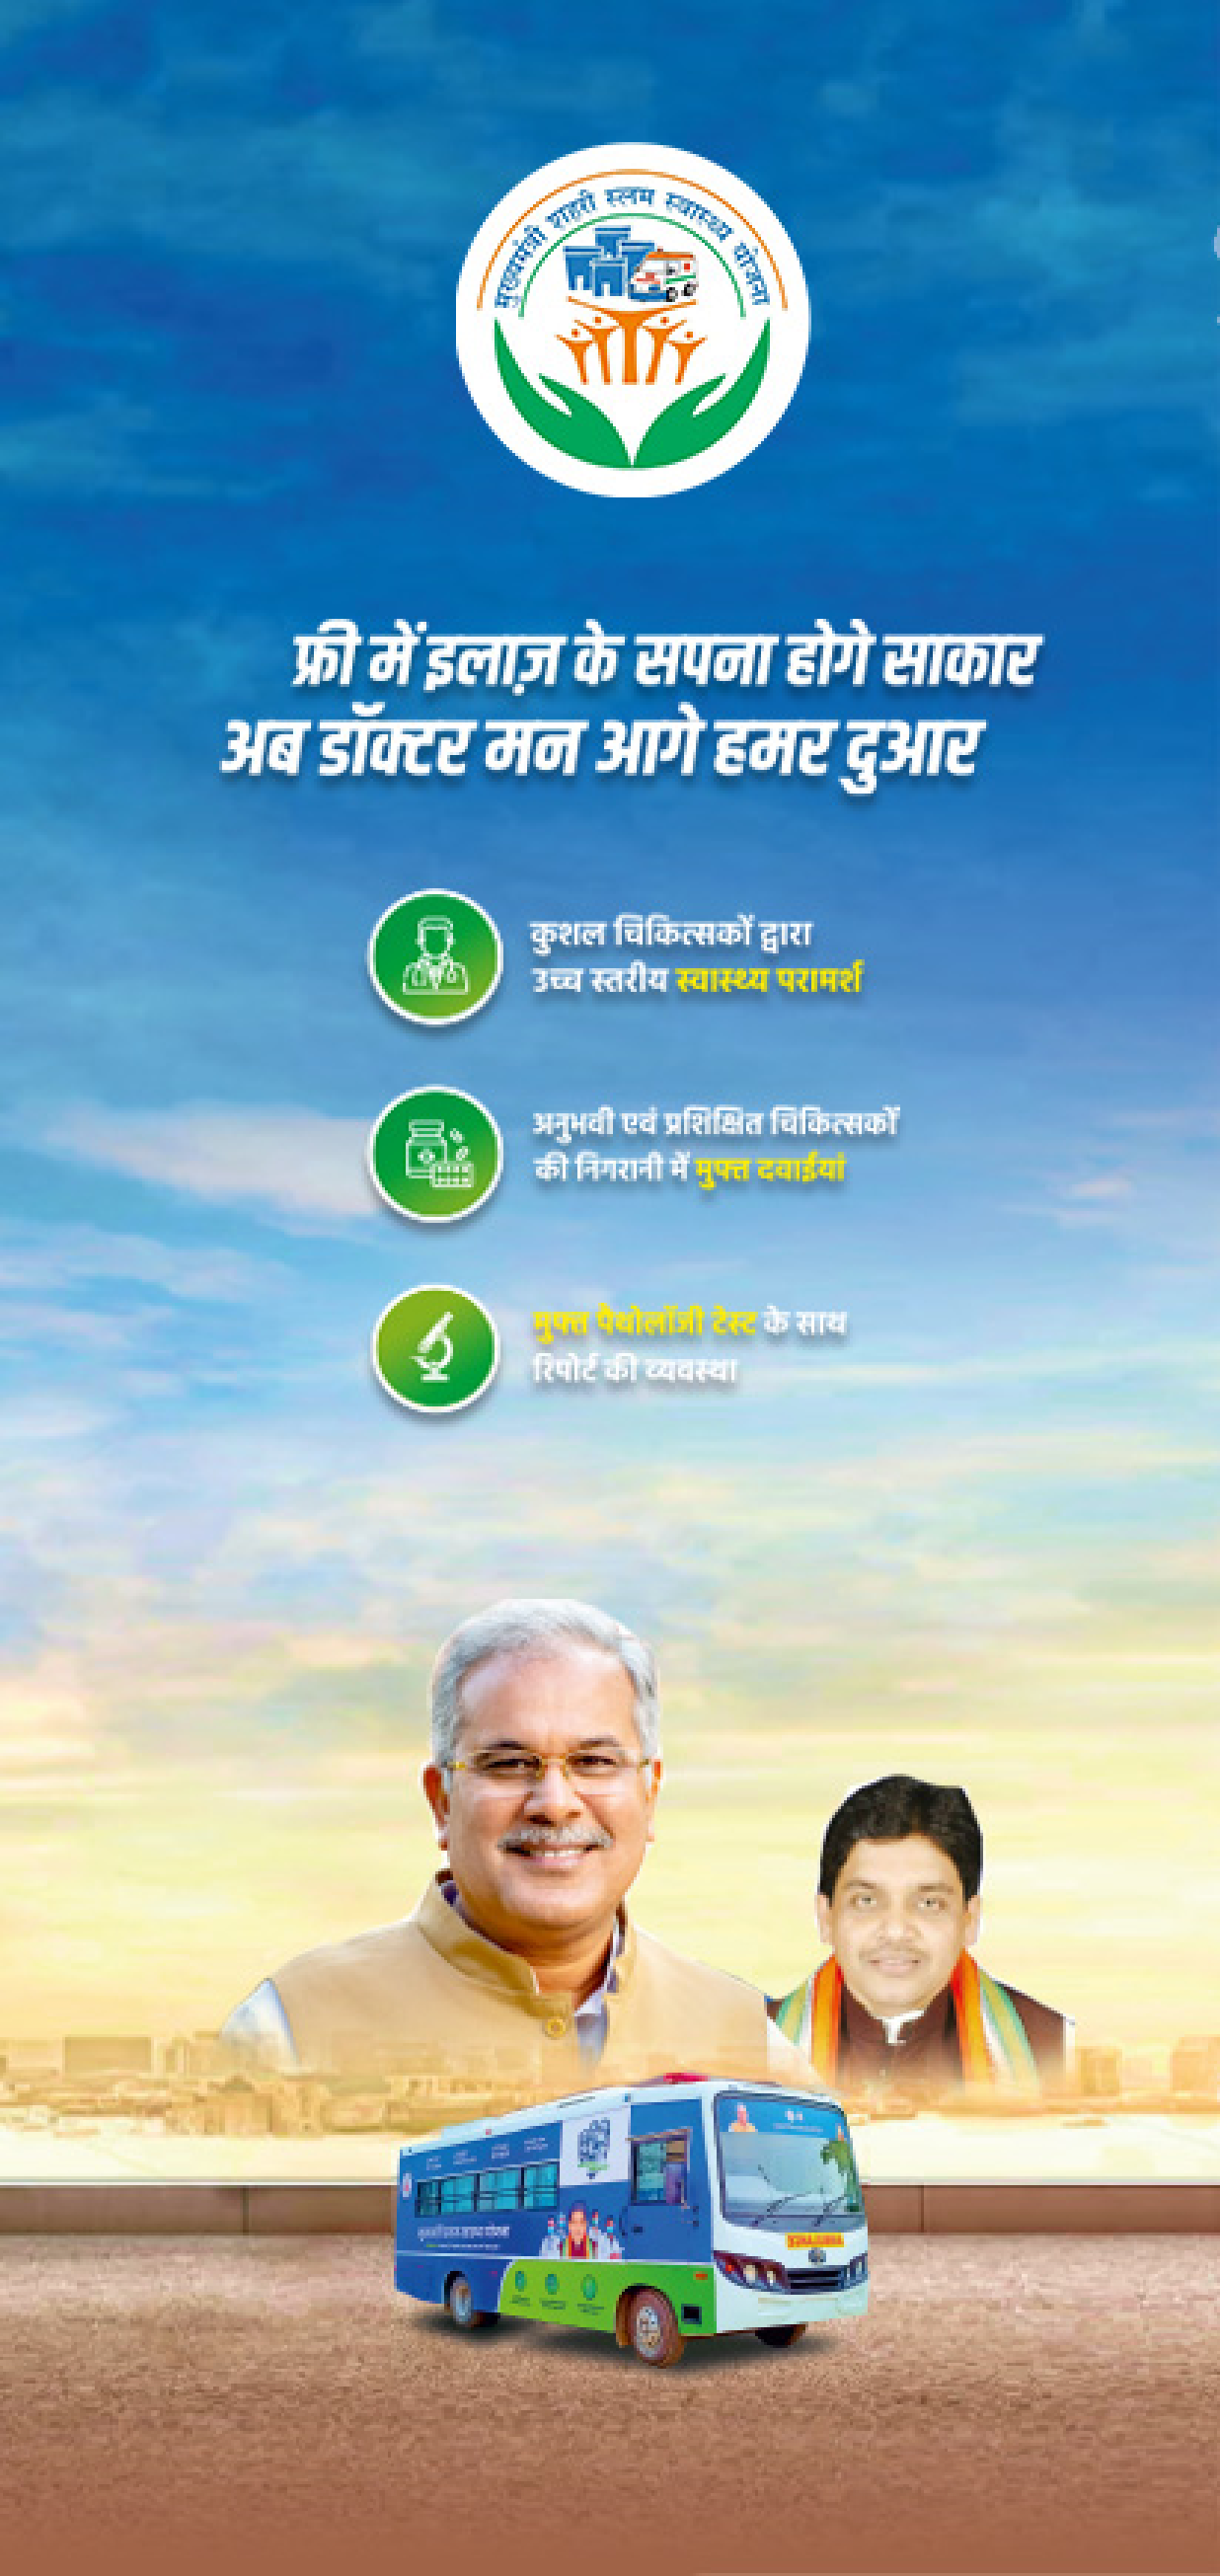 मुख्यमंत्री शहरी स्लम स्वास्थ्य योजना
फ्री में इलाज़ के सपना होगे साकार
अब डॉक्टर मन आगे हमर दुआर
कुशल चिकित्सकों द्वारा
उच्च स्तरीय स्वास्थ्य परामर्श
अनुभवी एवं प्रशिक्षित चिकित्सकों
की निगरानी में मुफ्त दवाईयां
मुफ्त पैथोलॉजी टेस्ट के साथ
रिपोर्ट की व्यवस्था